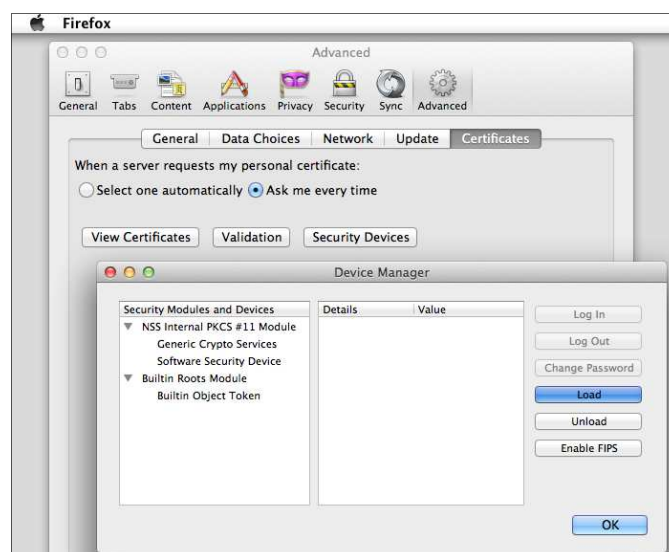 Firefox
Advanced
General Tabs Content Applications Privacy Security Sync Advanced
General Data Choices Network Update Certificates
When a server requests my personal certificate:
Select one automatically Ask me every time
View Certificates Validation Security Devices
Device Manager
Security Modules and Devices Details Value
NSS Internal PKCS #11 Module
Generic Crypto Services
Software Security Device
Builtin Roots Module
Builtin Object Token
Log In
Log Out
Change Password
Load
Unload
Enable FIPS
OK